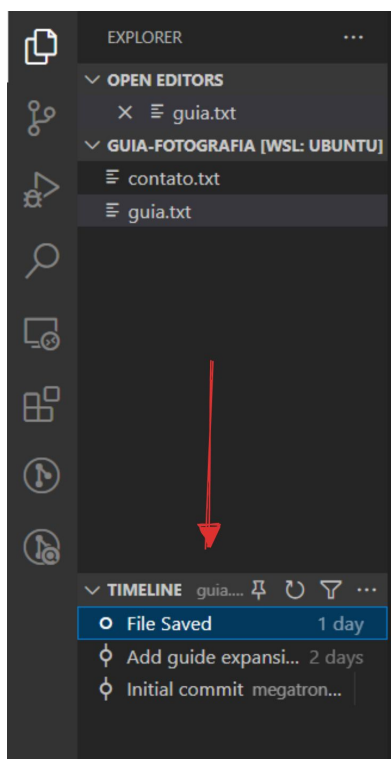 EXPLORER ...
OPEN EDITORS
guia.txt
GUIA-FOTOGRAFIA [WSL: UBUNTU]
contato.txt
guia.txt
TIMELINE guia.... ...
File Saved 1 day
Add guide expansi... 2 days
Initial commit megatron...